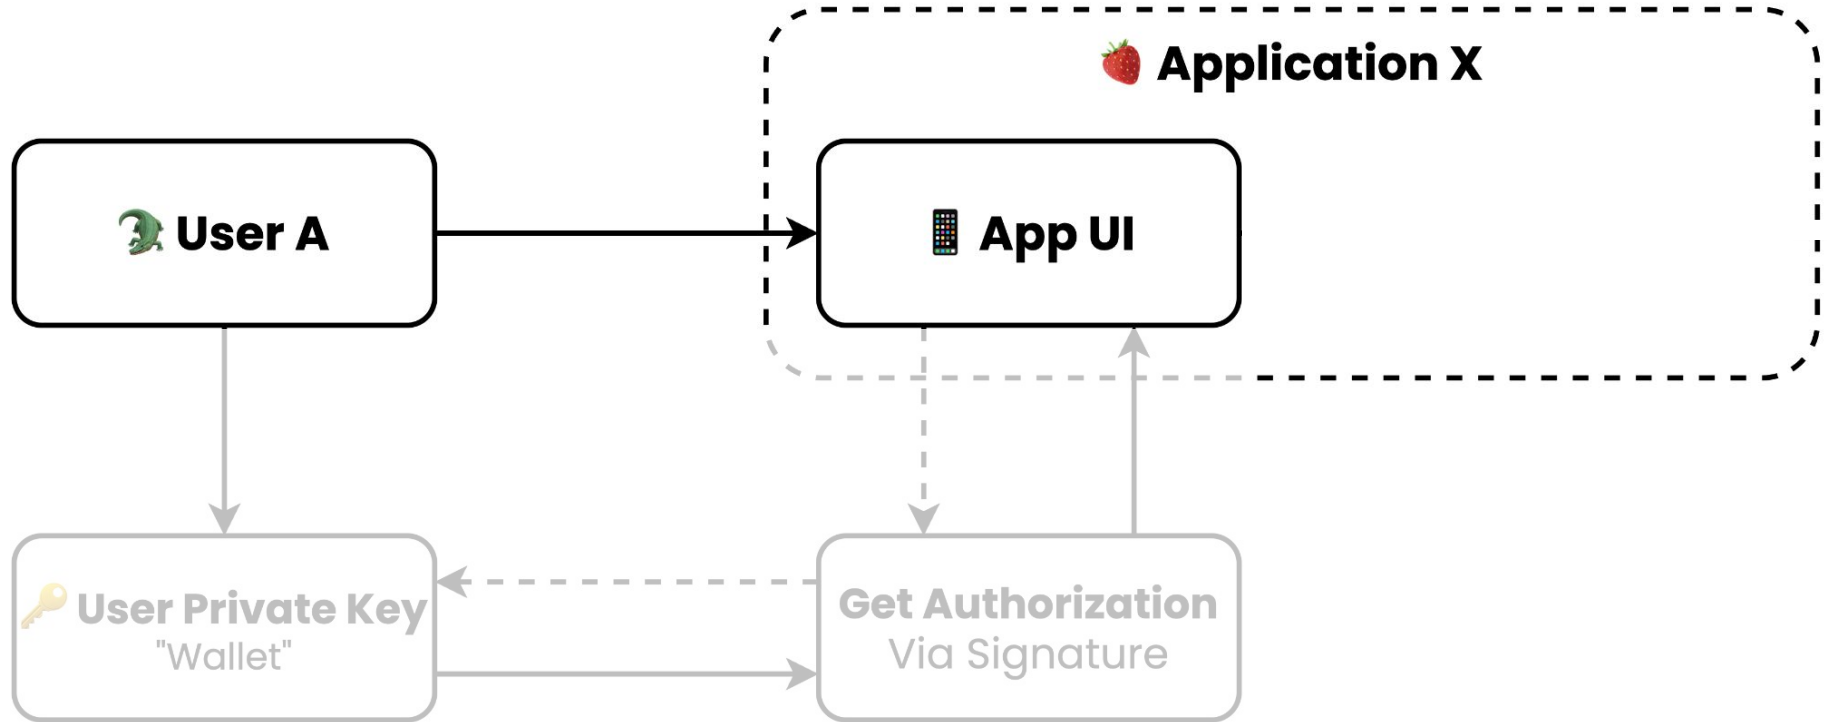 🍓 Application X
🐊 User A
📱 App UI
🔑 User Private Key
"Wallet"
Get Authorization
Via Signature